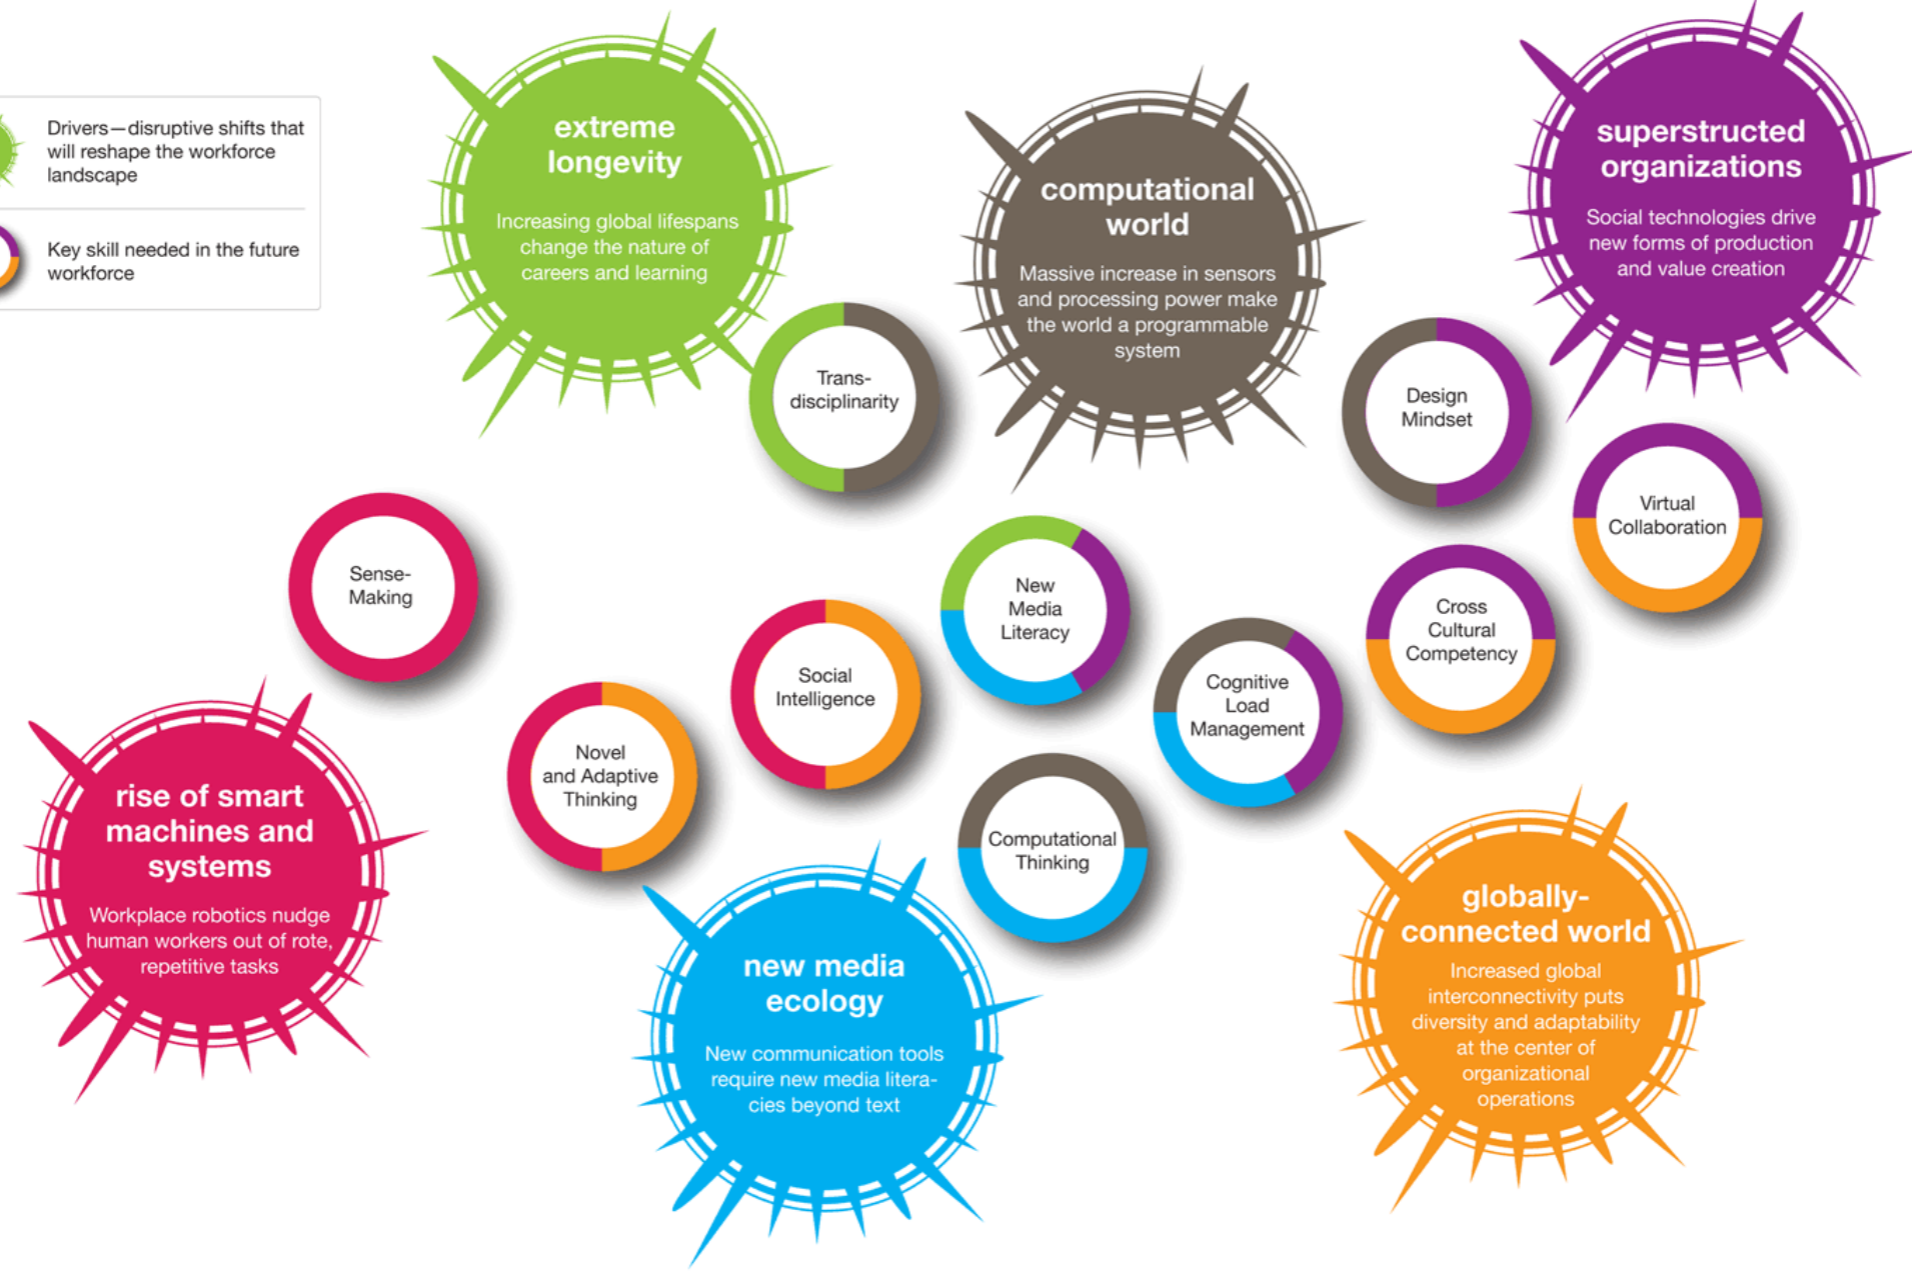 Drivers—disruptive shifts that
will reshape the workforce
landscape
Key skill needed in the future
workforce
extreme
longevity
Increasing global lifespans
change the nature of
careers and learning
computational
world
Massive increase in sensors
and processing power make
the world a programmable
system
superstructed
organizations
Social technologies drive
new forms of production
and value creation
Trans-
disciplinarity
Design
Mindset
Virtual
Collaboration
Sense-
Making
New
Media
Literacy
Cross
Cultural
Competency
Social
Intelligence
Cognitive
Load
Management
Novel
and Adaptive
Thinking
Computational
Thinking
rise of smart
machines and
systems
Workplace robotics nudge
human workers out of rote,
repetitive tasks
new media
ecology
New communication tools
require new media litera-
cies beyond text
globally-
connected world
Increased global
interconnectivity puts
diversity and adaptability
at the center of
organizational
operations